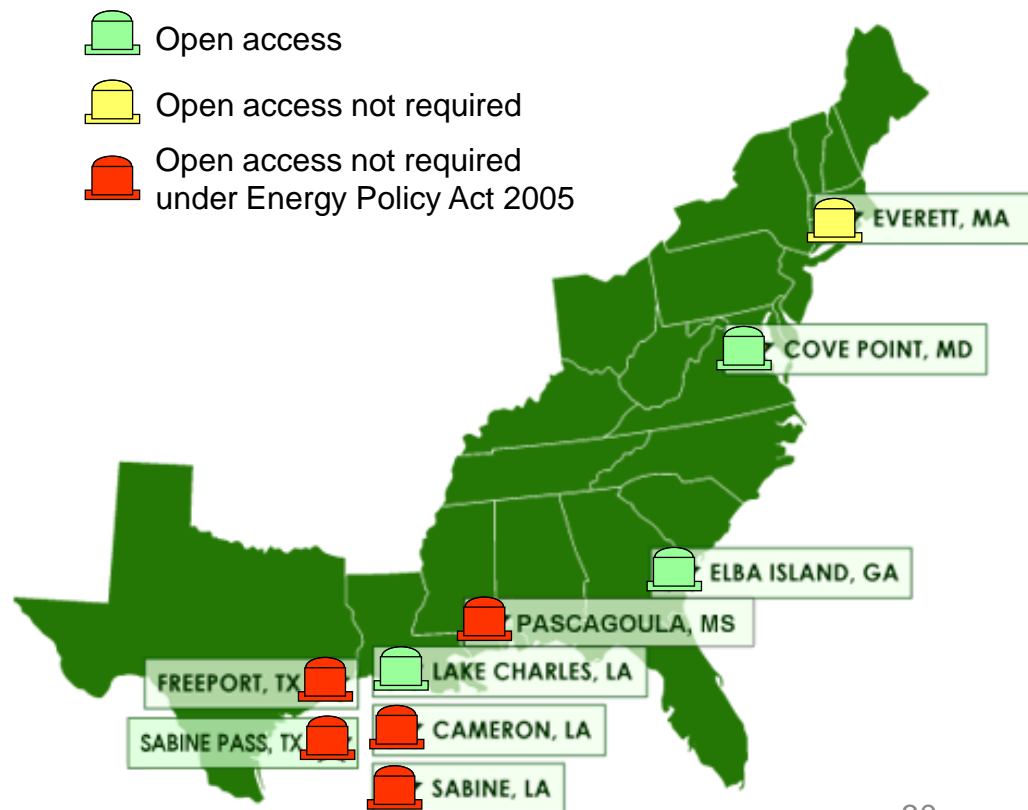 Open access
Open access not required
Open access not required
under Energy Policy Act 2005
EVERETT, MA
COVE POINT, MD
ELBA ISLAND, GA
PASCAGOULA, MS
LAKE CHARLES, LA
FREEPORT, TX
CAMERON, LA
SABINE PASS, TX
SABINE, LA